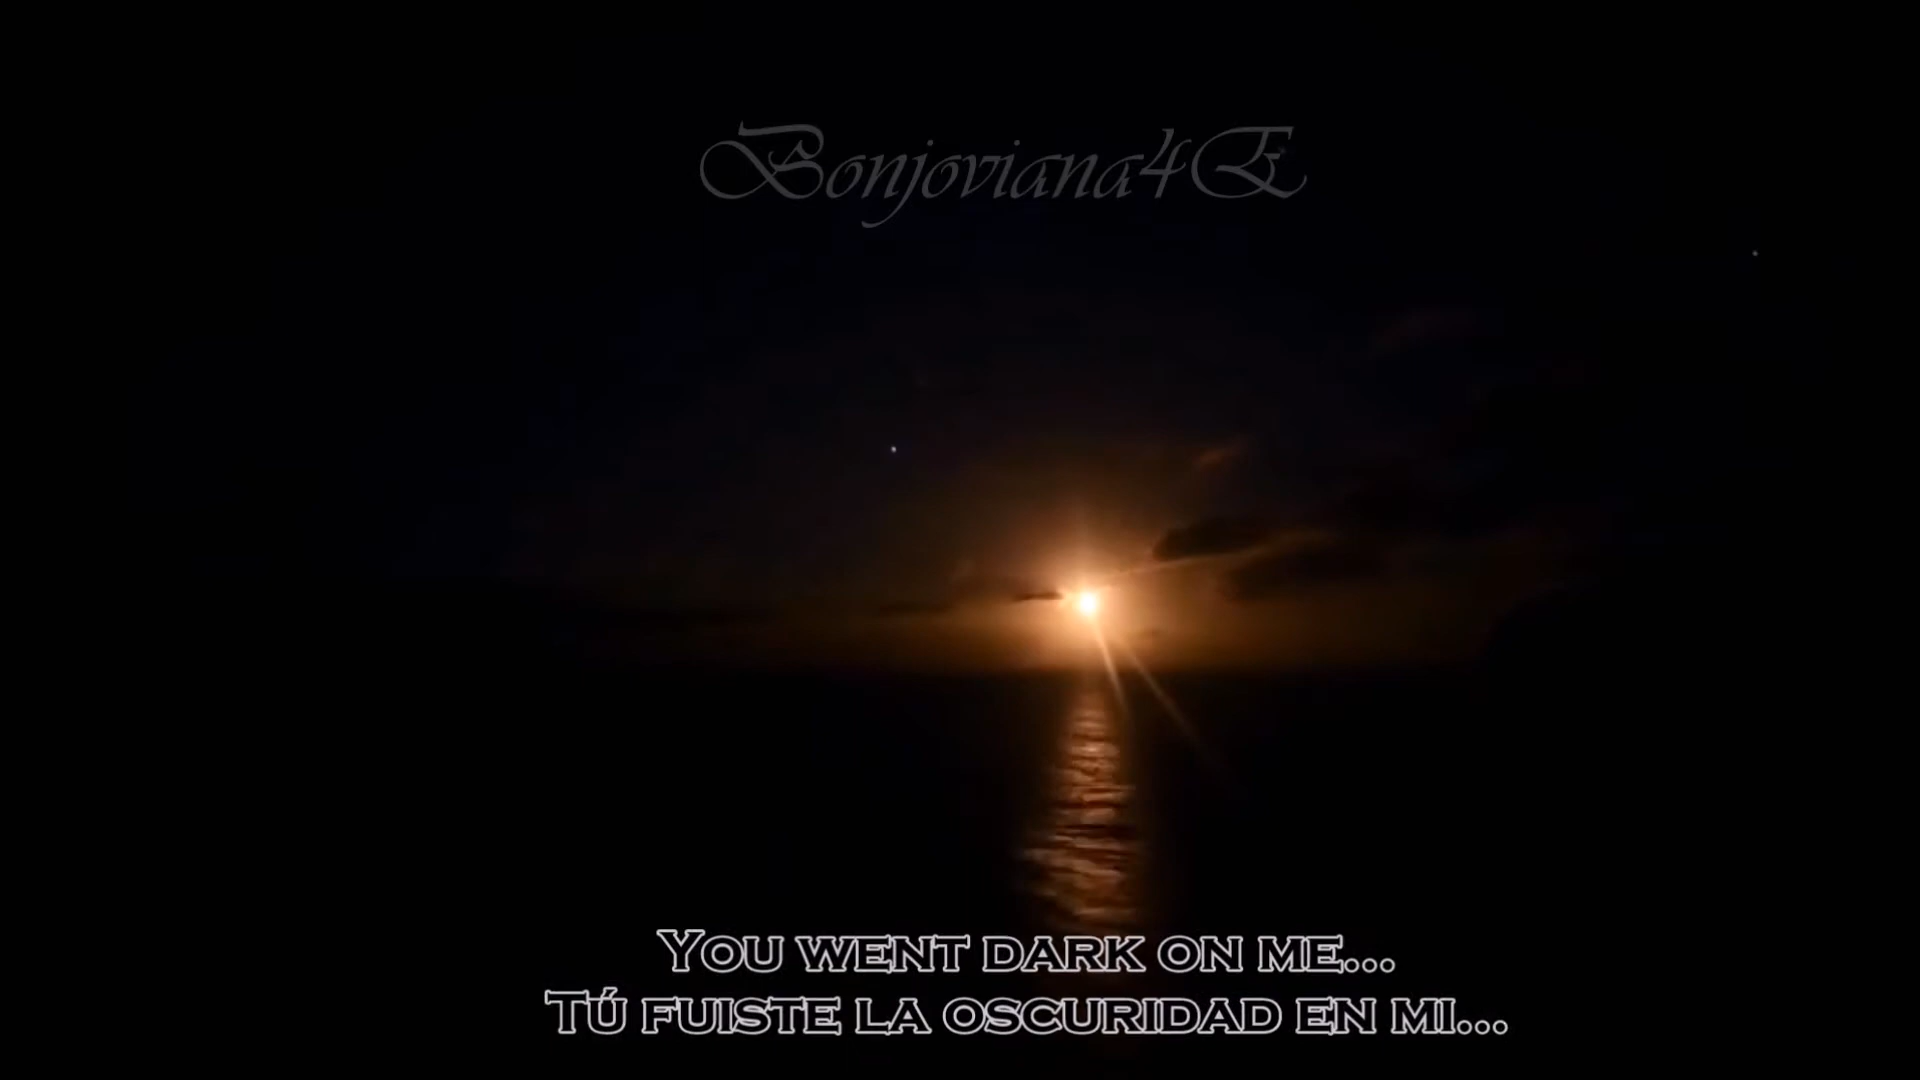 Bonjoviana4E
You went dark on me...
Tú fuiste la oscuridad en mi...